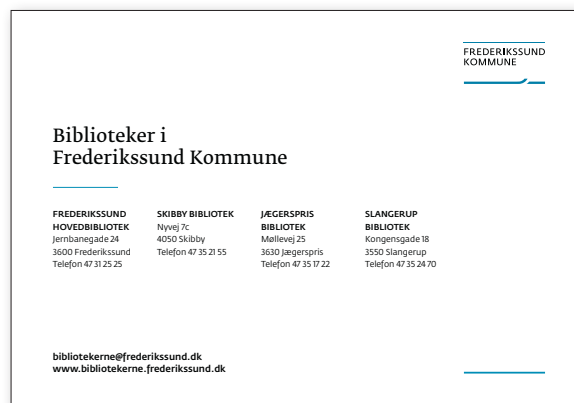 FREDERIKSSUND
KOMMUNE
Biblioteker i
Frederikssund Kommune
FREDERIKSSUND
HOVEDBIBLIOTEK
Jernbanegade 24
3600 Frederikssund
Telefon 47 31 25 25
SKIBBY BIBLIOTEK
Nyvej 7c
4050 Skibby
Telefon 47 35 21 55
JÆGERSPRIS
BIBLIOTEK
Møllevej 25
3630 Jægerspris
Telefon 47 35 17 22
SLANGERUP
BIBLIOTEK
Kongensgade 18
3550 Slangerup
Telefon 47 35 24 70
bibliotekerne@frederikssund.dk
www.bibliotekerne.frederikssund.dk